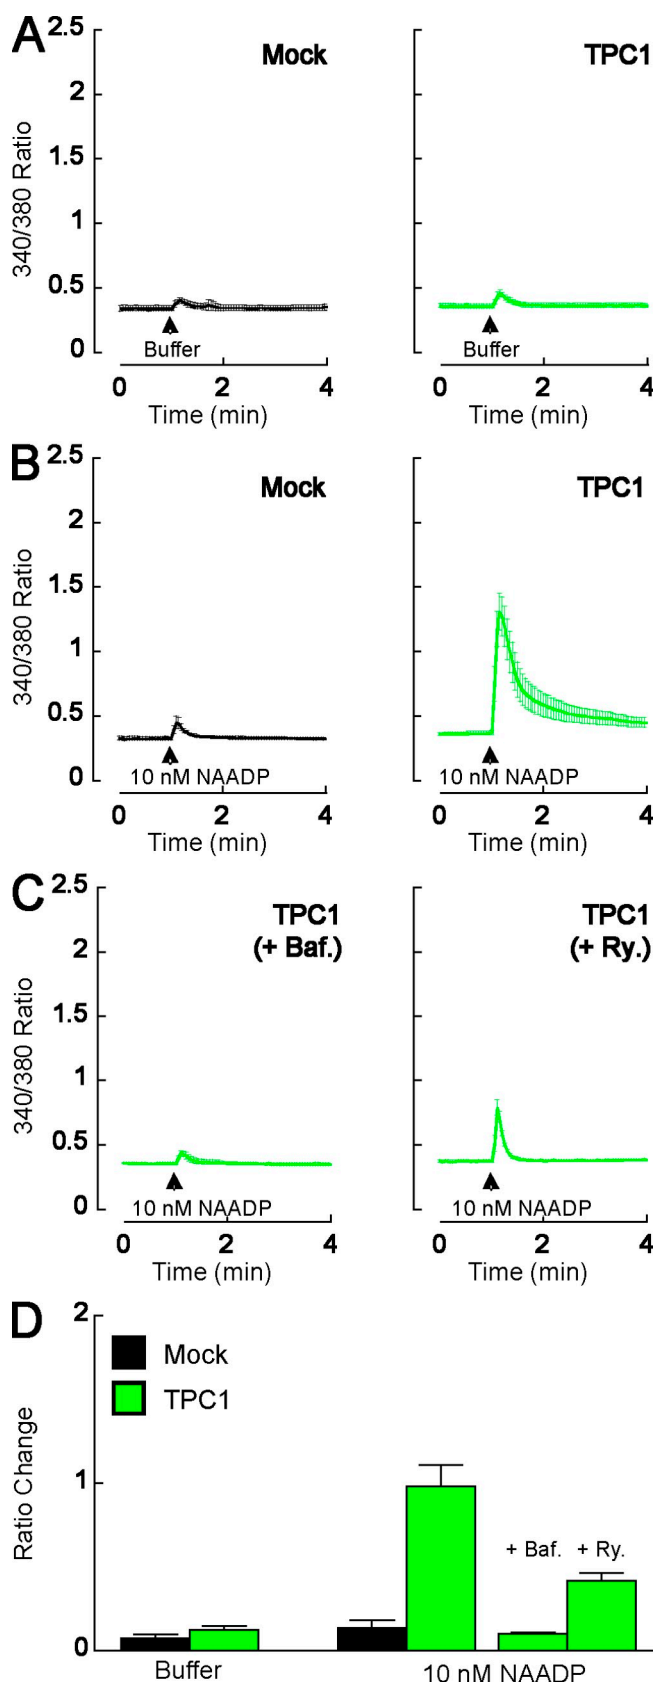 A
2.5
2
1.5
1
0.5
0
340/380 Ratio
Mock
Buffer
0 2 4
Time (min)
TPC1
Buffer
0 2 4
Time (min)
B
2.5
2
1.5
1
0.5
0
340/380 Ratio
Mock
10 nM NAADP
0 2 4
Time (min)
TPC1
10 nM NAADP
0 2 4
Time (min)
C
2.5
2
1.5
1
0.5
0
340/380 Ratio
TPC1
(+ Baf.)
10 nM NAADP
0 2 4
Time (min)
TPC1
(+ Ry.)
10 nM NAADP
0 2 4
Time (min)
D
2
1
0
Ratio Change
Mock
TPC1
+ Baf. + Ry.
Buffer 10 nM NAADP